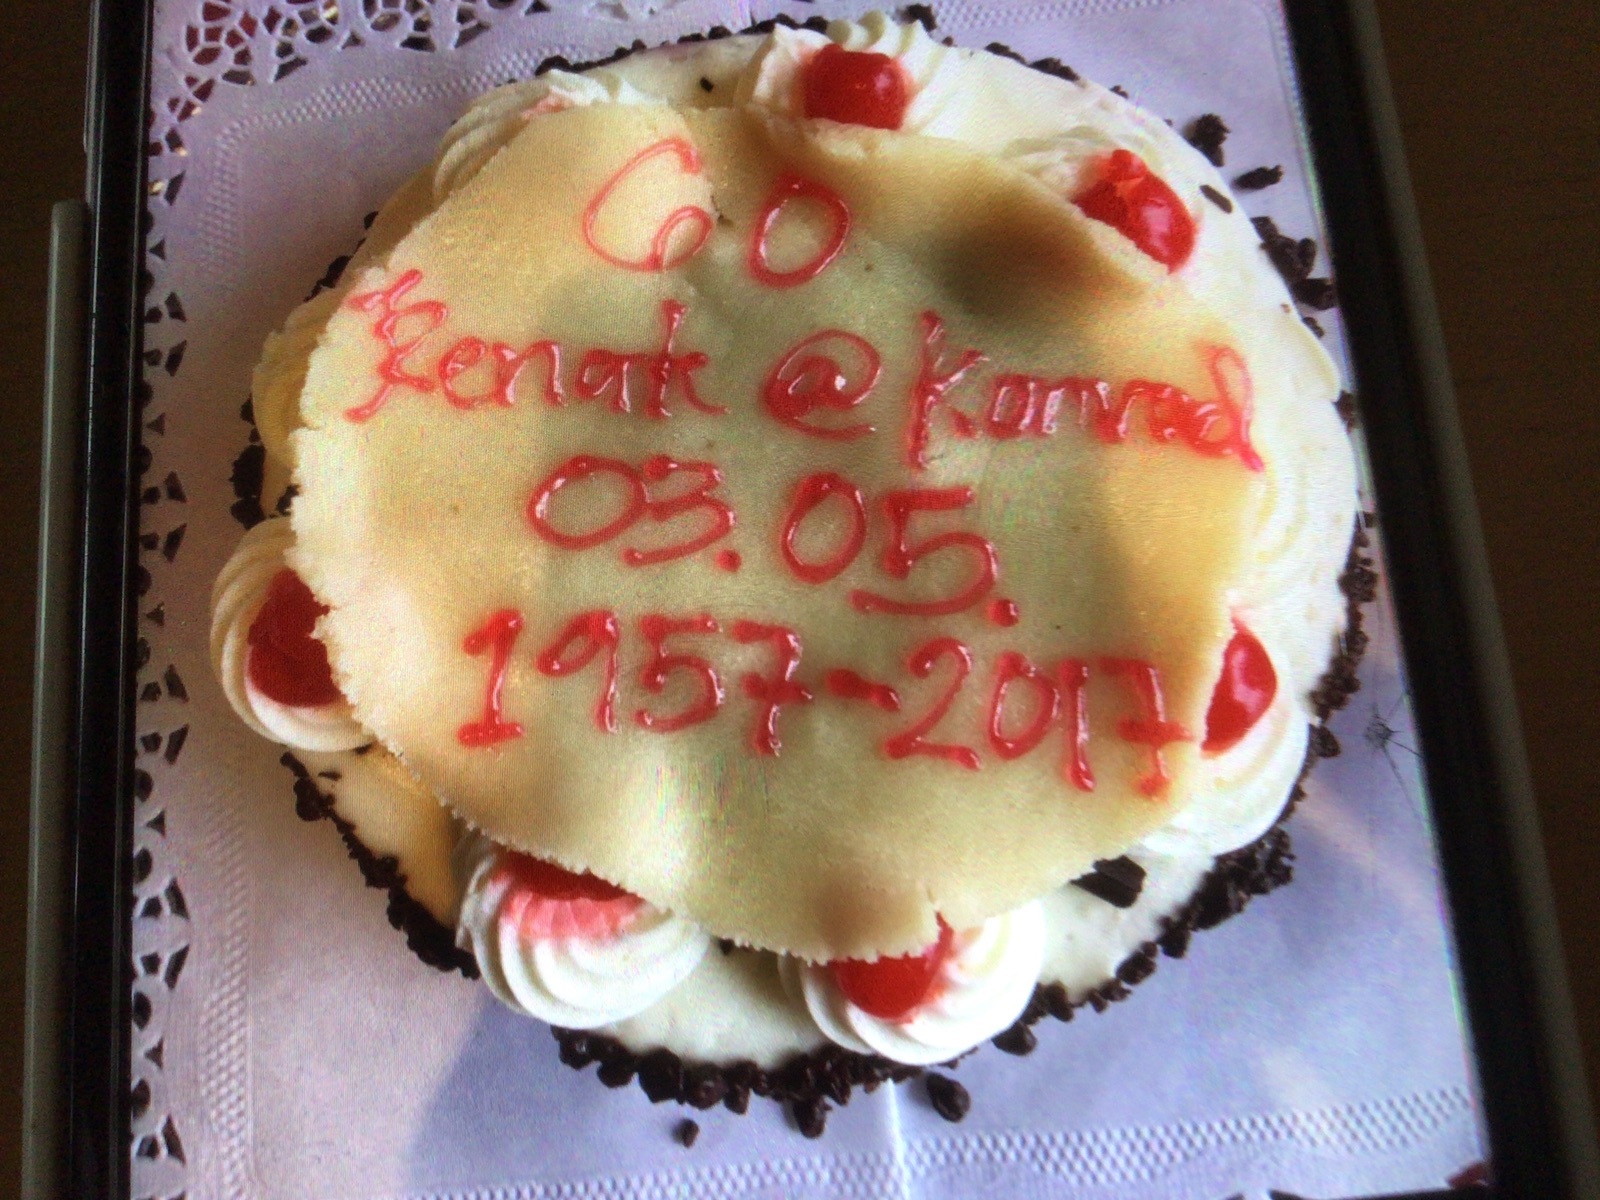 60
Renate @ Konrad
03.05.
1957-2017